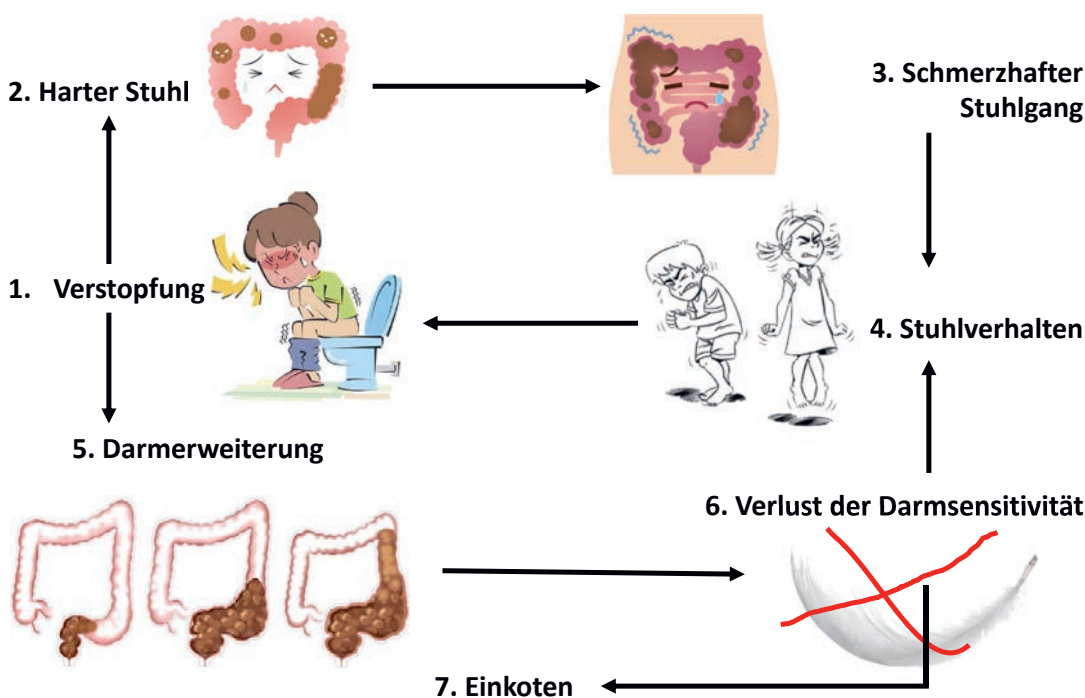 2. Harter Stuhl
3. Schmerzhafter
Stuhlgang
1. Verstopfung
4. Stuhlverhalten
5. Darmerweiterung
6. Verlust der Darmsensitivität
7. Einkoten